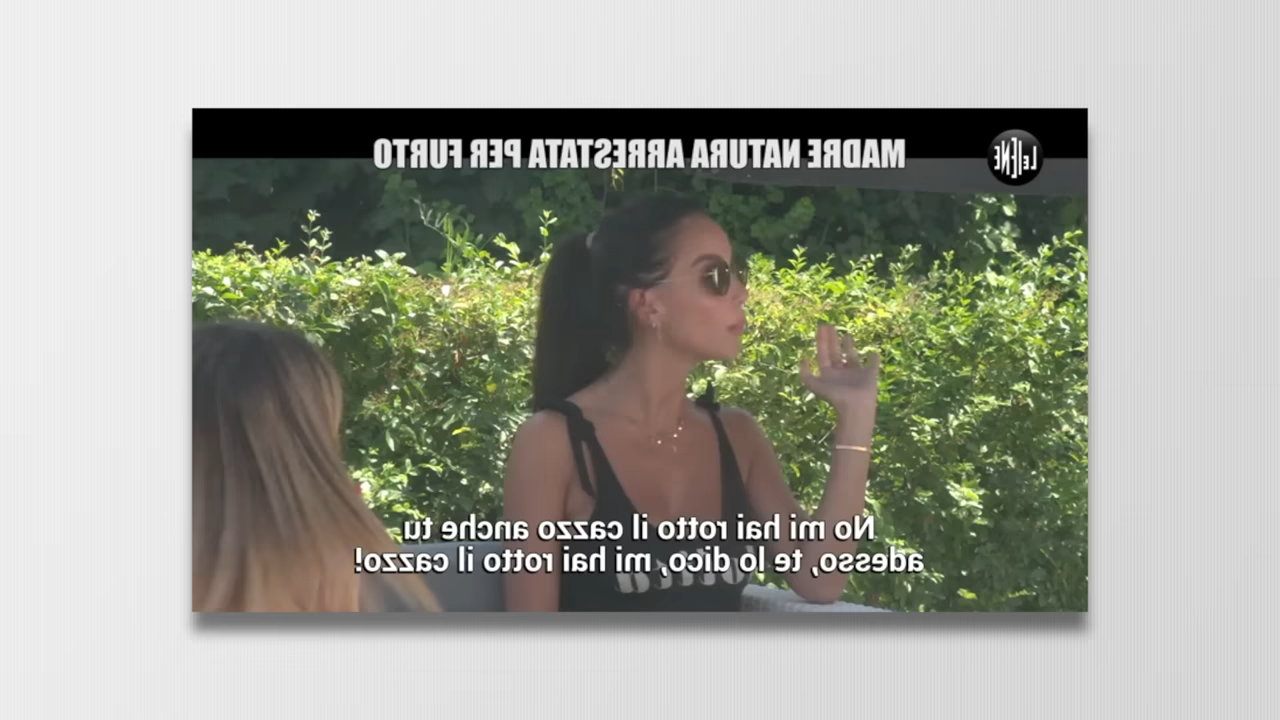 MADRE NATURA ARRESTATA PER FURTO
LE IENE
No mi hai rotto il cazzo anche tu
adesso, te lo dico, mi hai rotto il cazzo!